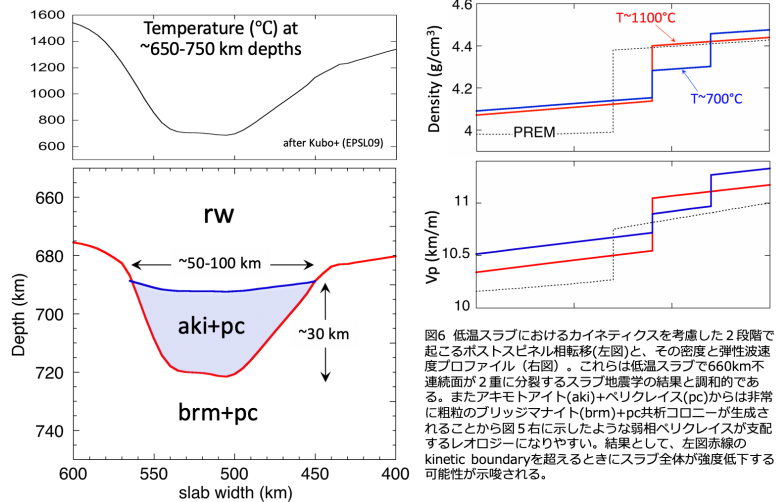 1600
1400
1200
1000
800
600
Temperature (°C) at
~650-750 km depths
after Kubo+ (EPSL09)
660
680
700
720
740
Depth (km)
rw
~50-100 km
aki+pc
~30 km
brm+pc
600
550
500
450
400
slab width (km)
4.6
4.4
4.2
4
Density (g/cm³)
T~1100°C
T~700°C
PREM
11
10.5
10
Vp (km/m)
図6 低温スラブにおけるカイネティクスを考慮した２段階で
起こるポストスピネル相転移(左図)と、その密度と弾性波速
度プロファイル（右図）。これらは低温スラブで660km不
連続面が２重に分裂するスラブ地震学の結果と調和的であ
る。またアキモトアイト(aki)+ペリクレイス(pc)からは非常
に粗粒のブリッジマナイト(brm)+pc共析コロニーが生成さ
れることから図５右に示したような弱相ペリクレイスが支配
するレオロジーになりやすい。結果として、左図赤線の
kinetic boundaryを超えるときにスラブ全体が強度低下する
可能性が示唆される。